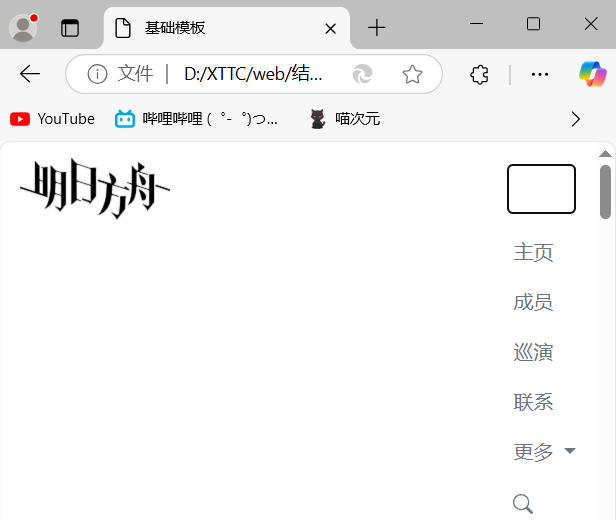 基础模板
文件
D:/XTTC/web/结...
YouTube
哔哩哔哩 (゜-゜)つ...
喵次元
明日方舟
主页
成员
巡演
联系
更多